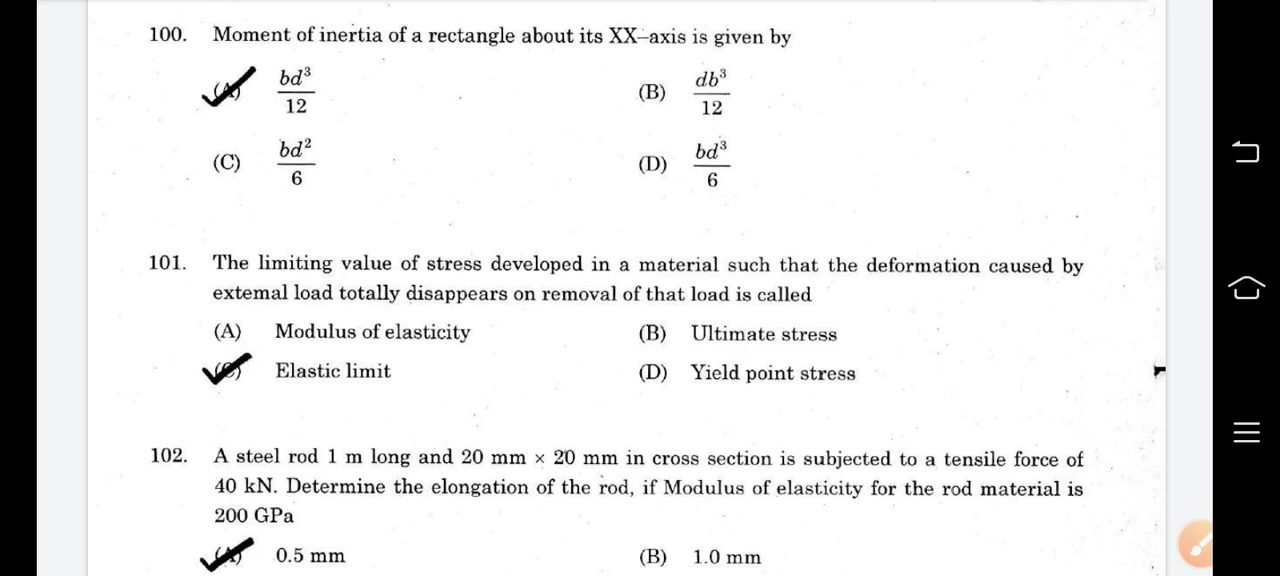 100. Moment of inertia of a rectangle about its XX-axis is given by
(A) bd³/12 (B) db³/12
(C) bd²/6 (D) bd³/6
101. The limiting value of stress developed in a material such that the deformation caused by
extemal load totally disappears on removal of that load is called
(A) Modulus of elasticity (B) Ultimate stress
(C) Elastic limit (D) Yield point stress
102. A steel rod 1 m long and 20 mm × 20 mm in cross section is subjected to a tensile force of
40 kN. Determine the elongation of the rod, if Modulus of elasticity for the rod material is
200 GPa
(A) 0.5 mm (B) 1.0 mm